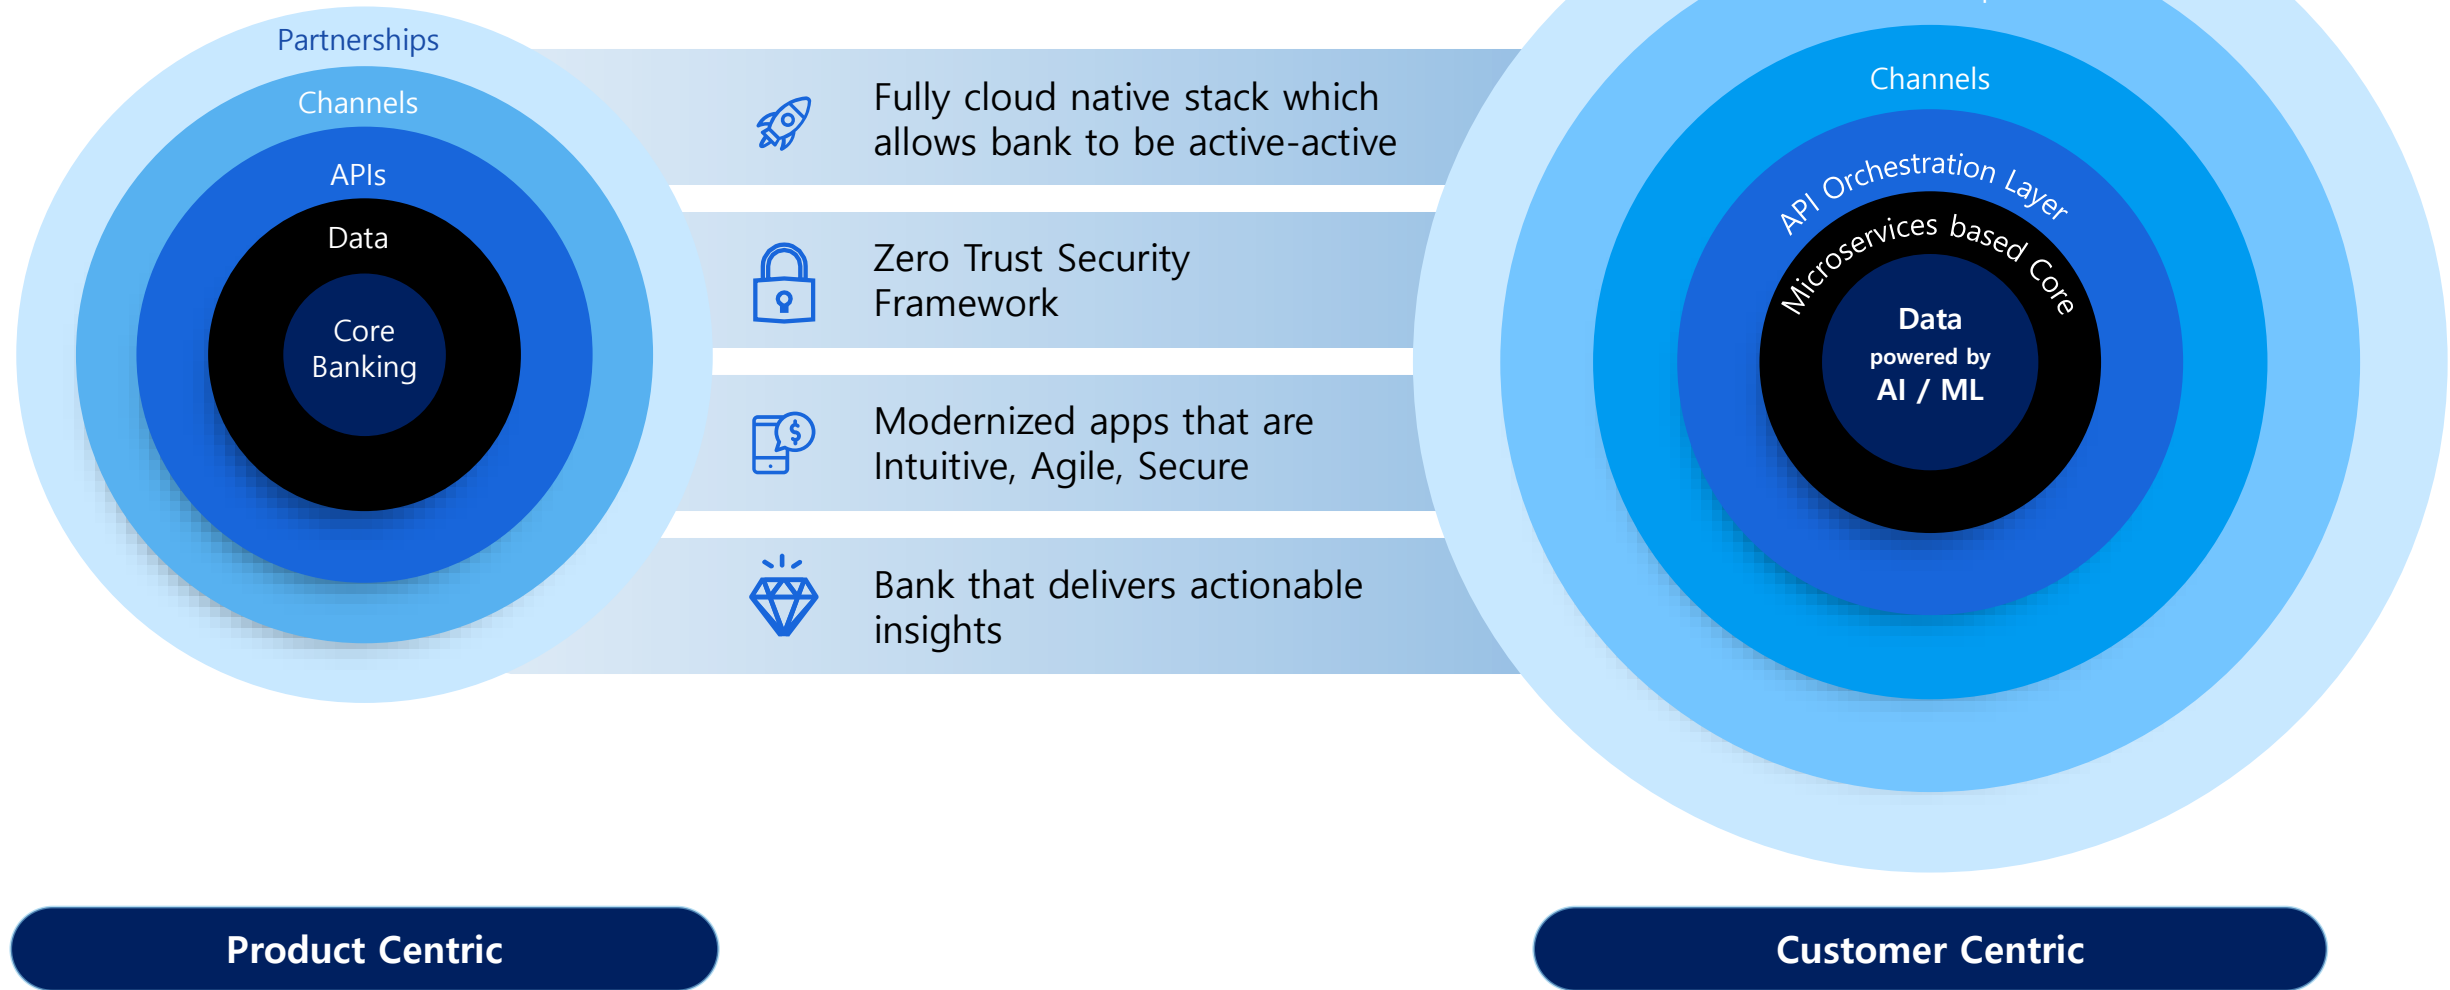 Partnerships
Channels
APIs
Data
Core
Banking
Fully cloud native stack which
allows bank to be active-active
Zero Trust Security
Framework
Modernized apps that are
Intuitive, Agile, Secure
Bank that delivers actionable
insights
Channels
API Orchestration Layer
Microservices based Core
Data
powered by
AI / ML
Product Centric
Customer Centric